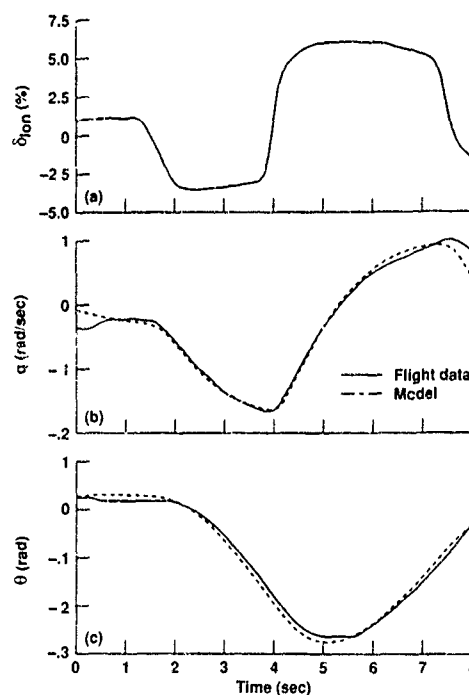 7.5
5.0
2.5
0
-2 5
-5.0
δlon (%)
(a)
1
0
-.1
-.2
q (rad/sec)
Flight data
Mcdel
(b)
.1
0
-.1
-.2
-.3
θ (rad)
(c)
0 1 2 3 4 5 6 7
Time (sec)